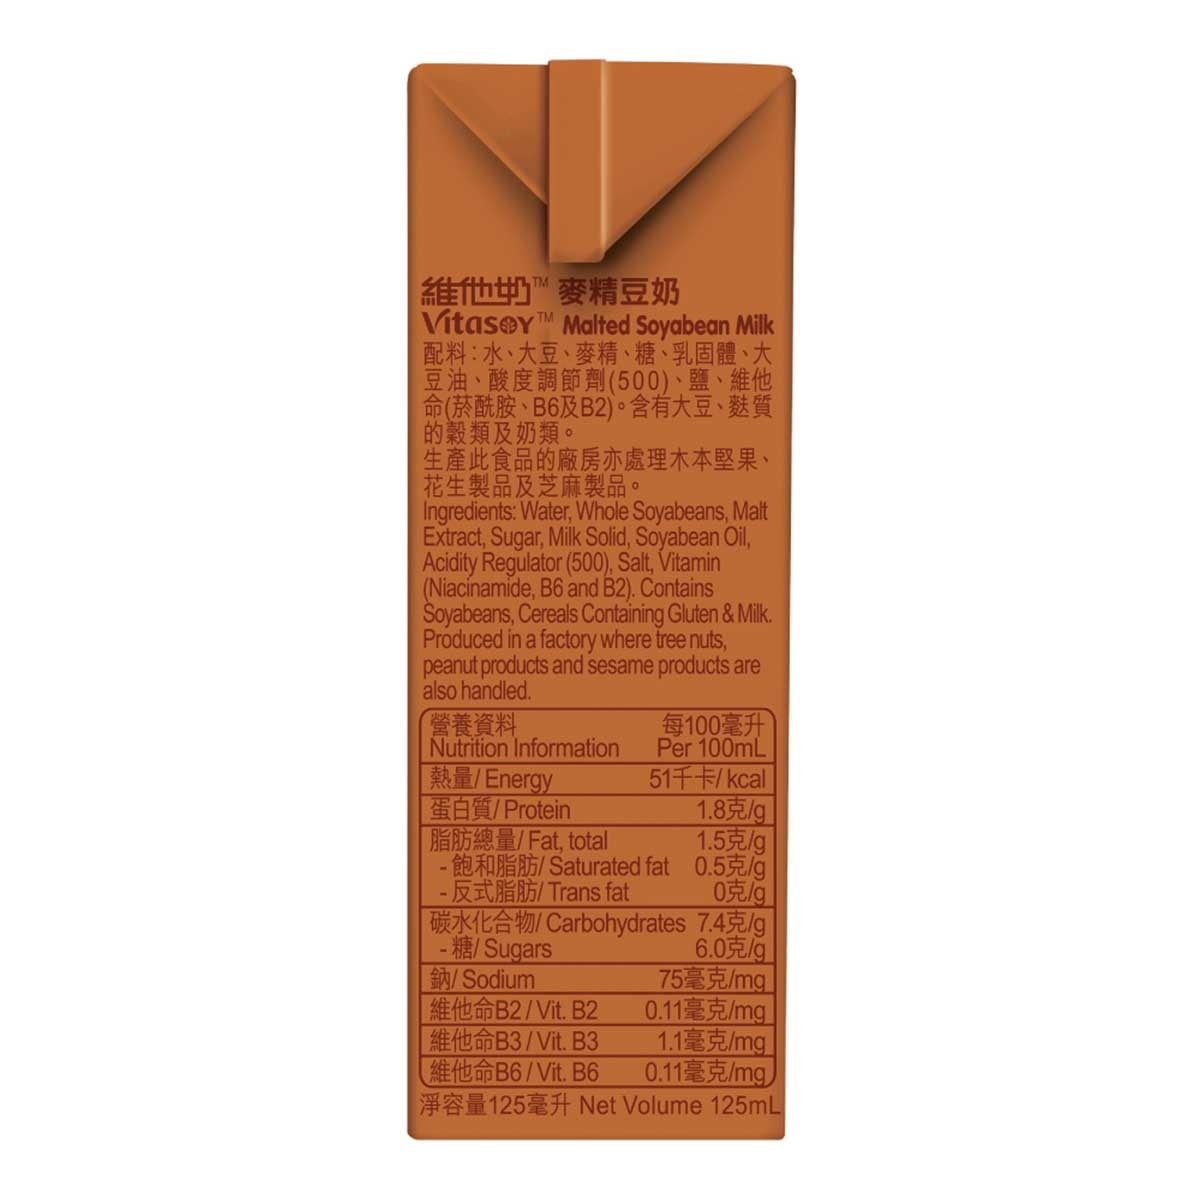 維他奶™ 麥精豆奶
Vitasoy™ Malted Soyabean Milk
配料：水、大豆、麥精、糖、乳固體、大
豆油、酸度調節劑(500)、鹽、維他
命(菸酰胺、B6及B2)。含有大豆、麩質
的穀類及奶類。
生產此食品的廠房亦處理木本堅果、
花生製品及芝麻製品。
Ingredients: Water, Whole Soyabeans, Malt
Extract, Sugar, Milk Solid, Soyabean Oil,
Acidity Regulator (500), Salt, Vitamin
(Niacinamide, B6 and B2). Contains
Soyabeans, Cereals Containing Gluten & Milk.
Produced in a factory where tree nuts,
peanut products and sesame products are
also handled.
營養資料 每100毫升
Nutrition Information Per 100mL
熱量/ Energy 51千卡/ kcal
蛋白質/ Protein 1.8克/g
脂肪總量/ Fat, total 1.5克/g
- 飽和脂肪/ Saturated fat 0.5克/g
- 反式脂肪/ Trans fat 0克/g
碳水化合物/ Carbohydrates 7.4克/g
- 糖/ Sugars 6.0克/g
鈉/ Sodium 75毫克/mg
維他命B2 / Vit. B2 0.11毫克/mg
維他命B3 / Vit. B3 1.1毫克/mg
維他命B6 / Vit. B6 0.11毫克/mg
淨容量125毫升 Net Volume 125mL